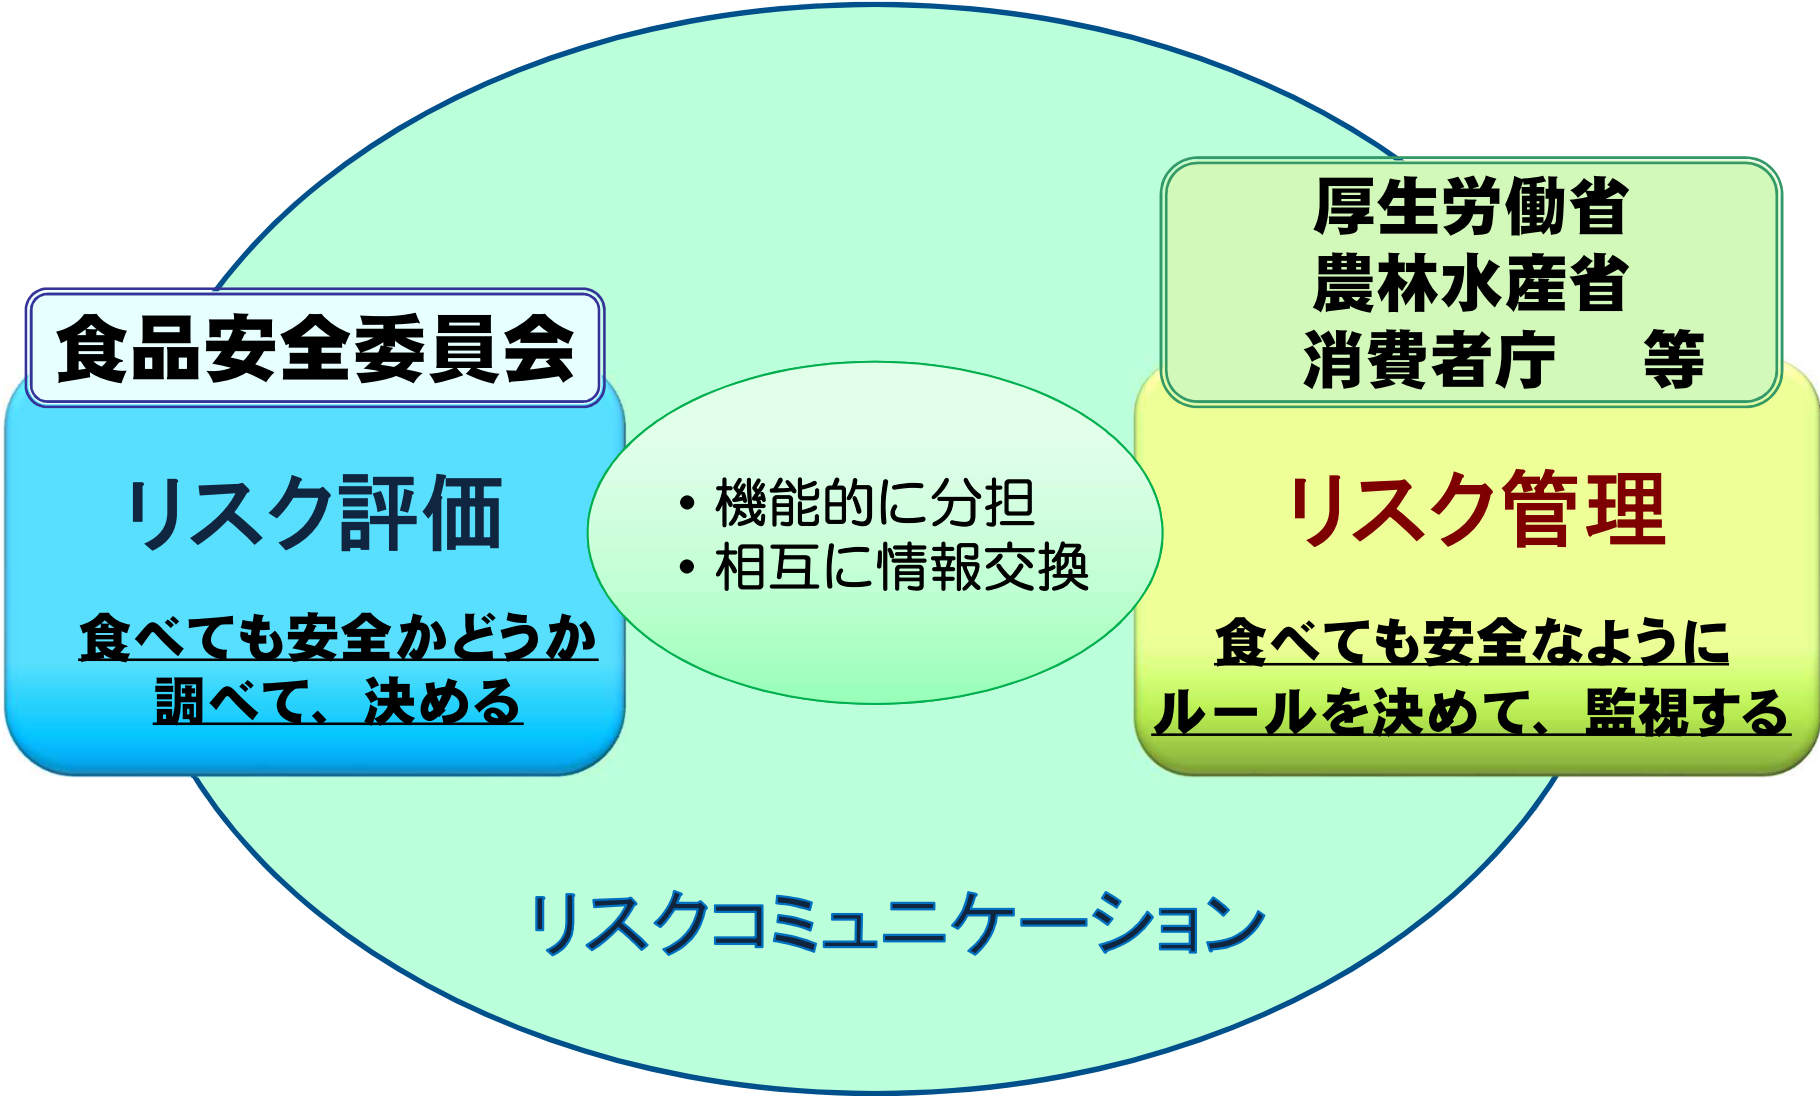 食品安全委員会
リスク評価
食べても安全かどうか
調べて、決める
・機能的に分担
・相互に情報交換
厚生労働省
農林水産省
消費者庁　等
リスク管理
食べても安全なように
ルールを決めて、監視する
リスクコミュニケーション